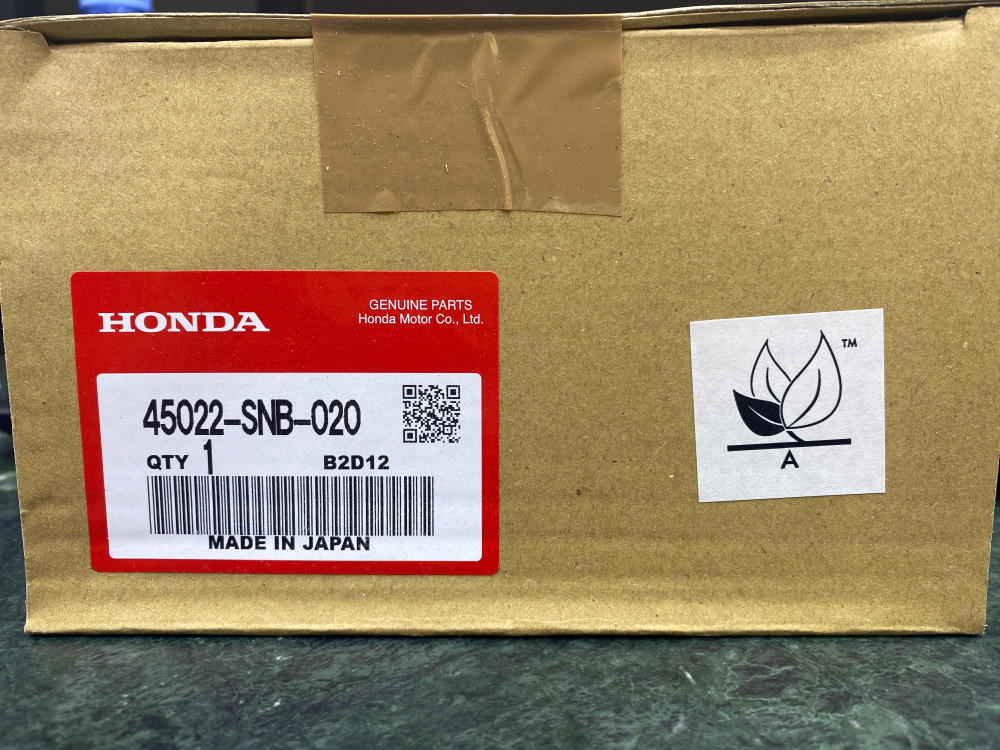 HONDA
GENUINE PARTS
Honda Motor Co., Ltd.
45022-SNB-020
QTY 1 B2D12
MADE IN JAPAN
TM
A